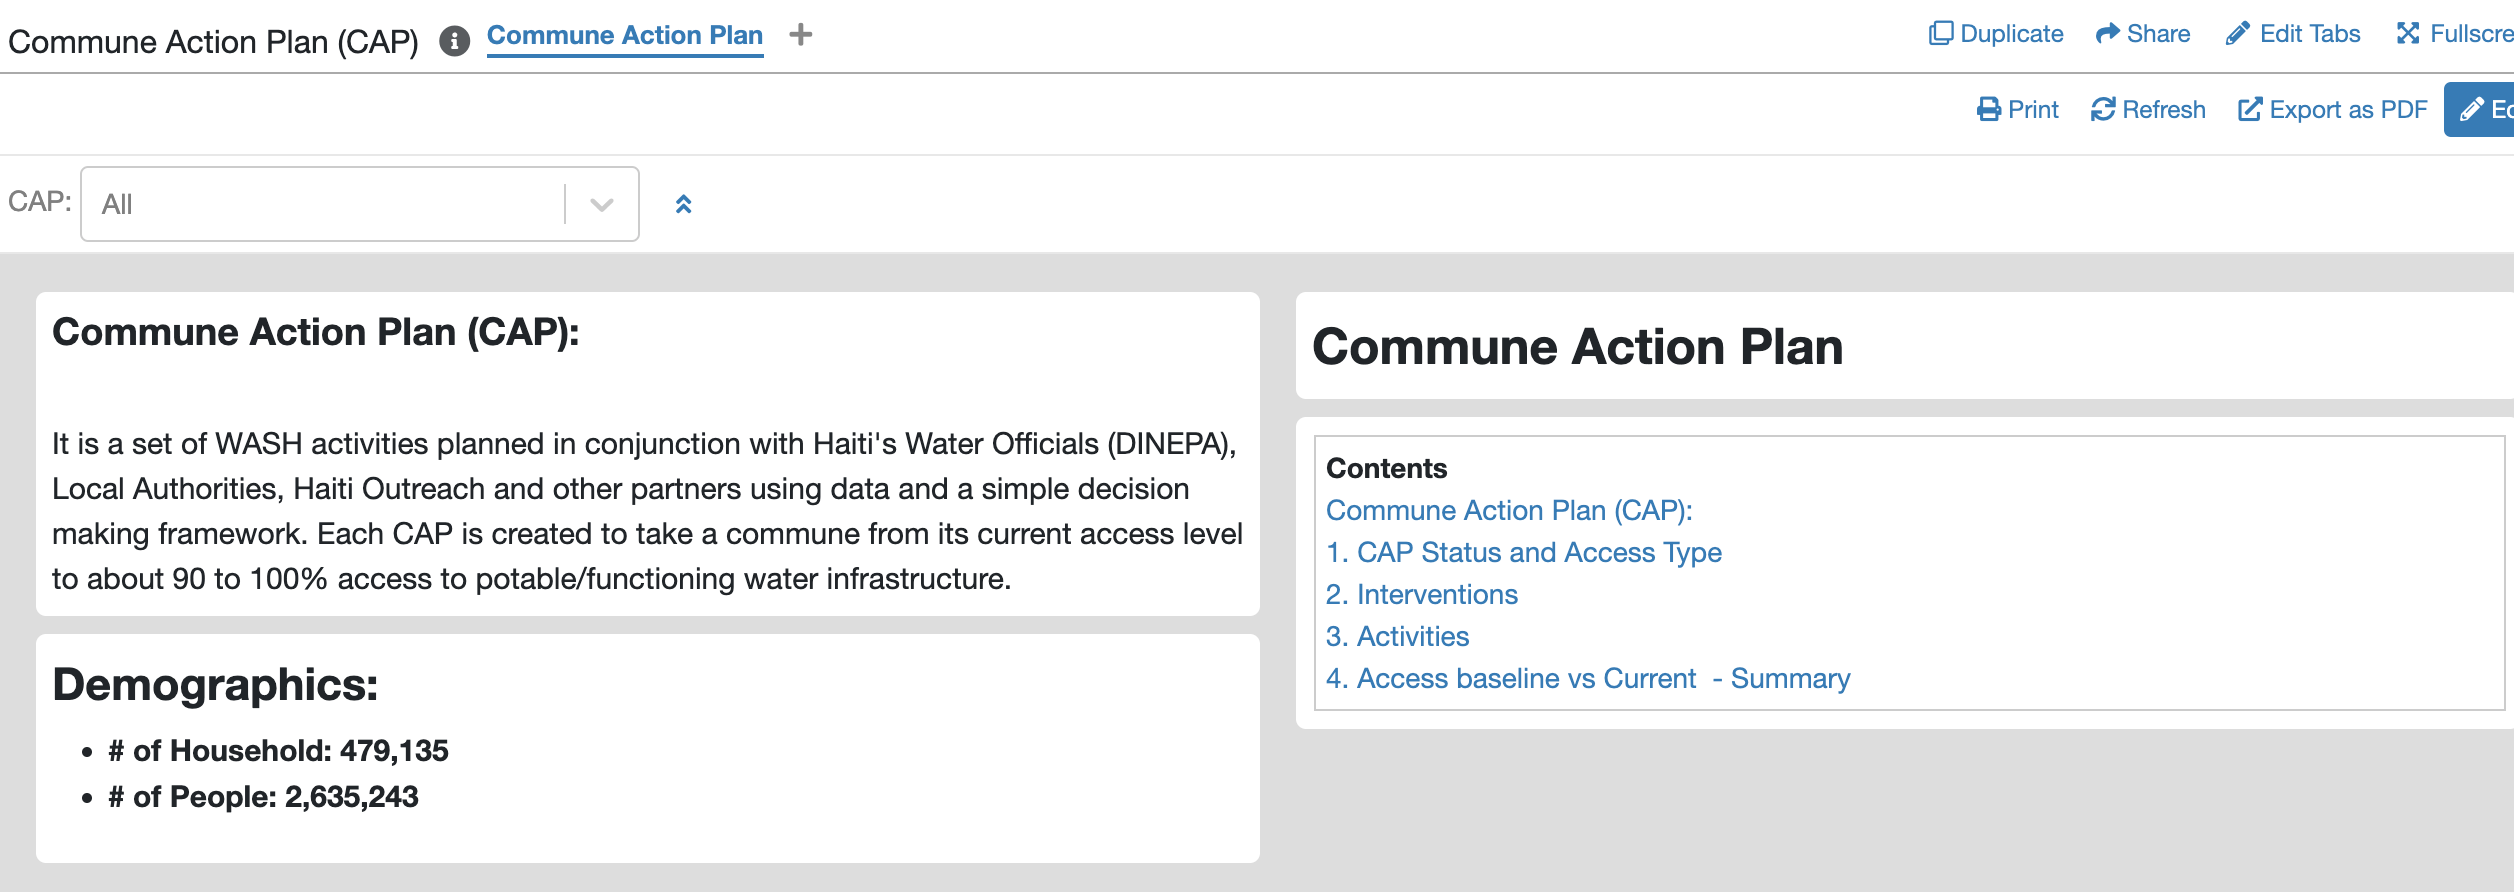 Commune Action Plan (CAP) Commune Action Plan +
Duplicate Share Edit Tabs Fullscre
Print Refresh Export as PDF Ed
CAP: All
Commune Action Plan (CAP):
It is a set of WASH activities planned in conjunction with Haiti's Water Officials (DINEPA),
Local Authorities, Haiti Outreach and other partners using data and a simple decision
making framework. Each CAP is created to take a commune from its current access level
to about 90 to 100% access to potable/functioning water infrastructure.
Demographics:
• # of Household: 479,135
• # of People: 2,635,243
Commune Action Plan
Contents
Commune Action Plan (CAP):
1. CAP Status and Access Type
2. Interventions
3. Activities
4. Access baseline vs Current - Summary